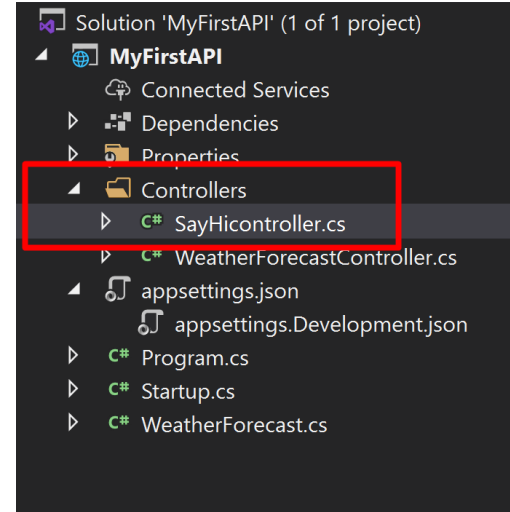 Solution 'MyFirstAPI' (1 of 1 project)
MyFirstAPI
Connected Services
Dependencies
Properties
Controllers
C# SayHicontroller.cs
C# WeatherForecastController.cs
appsettings.json
appsettings.Development.json
C# Program.cs
C# Startup.cs
C# WeatherForecast.cs